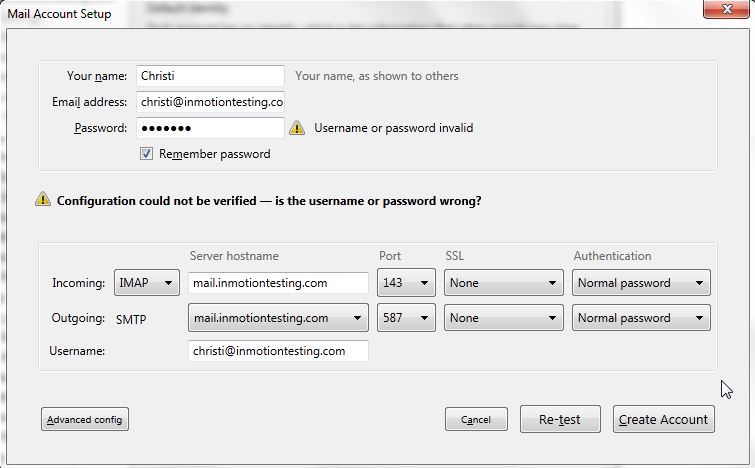 Mail Account Setup
Your name: Christi Your name, as shown to others
Email address: christi@inmotiontesting.co
Password: ●●●●●●● Username or password invalid
Remember password
Configuration could not be verified — is the username or password wrong?
Server hostname Port SSL Authentication
Incoming: IMAP mail.inmotiontesting.com 143 None Normal password
Outgoing: SMTP mail.inmotiontesting.com 587 None Normal password
Username: christi@inmotiontesting.com
Advanced config Cancel Re-test Create Account